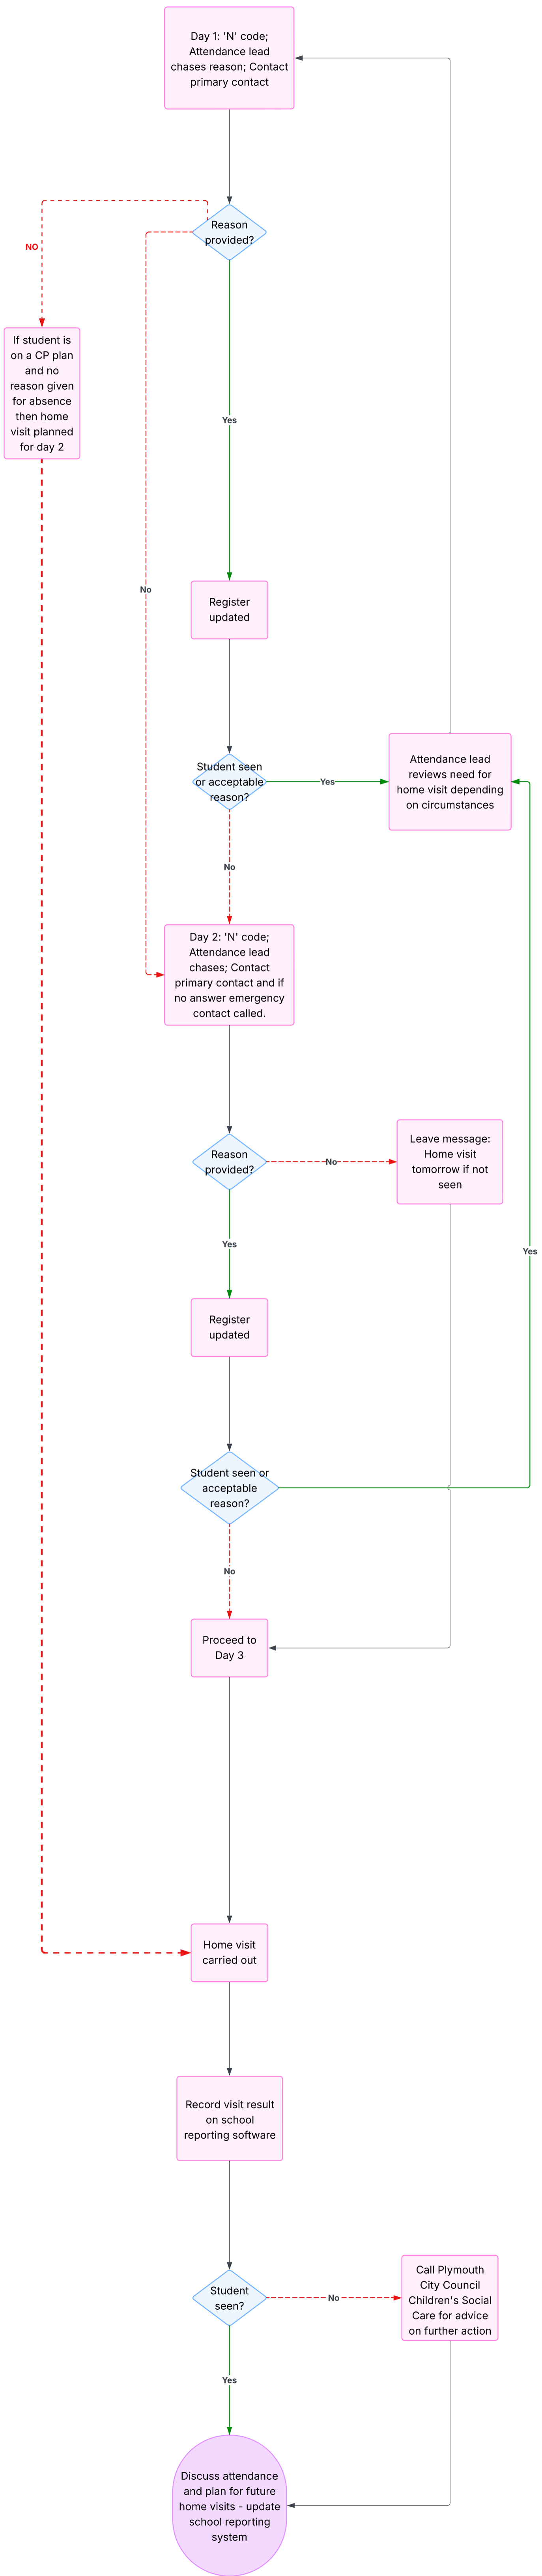 Day 1: 'N' code;
Attendance lead
chases reason; Contact
primary contact
Reason
provided?
NO
If student is
on a CP plan
and no
reason given
for absence
then home
visit planned
for day 2
Yes
No
Register
updated
Student seen
or acceptable
reason?
Yes
Attendance lead
reviews need for
home visit depending
on circumstances
No
Day 2: 'N' code;
Attendance lead
chases; Contact
primary contact and if
no answer emergency
contact called.
Reason
provided?
No
Leave message:
Home visit
tomorrow if not
seen
Yes
Yes
Register
updated
Student seen or
acceptable
reason?
No
Proceed to
Day 3
Home visit
carried out
Record visit result
on school
reporting software
Student
seen?
No
Call Plymouth
City Council
Children's Social
Care for advice
on further action
Yes
Discuss attendance
and plan for future
home visits - update
school reporting
system